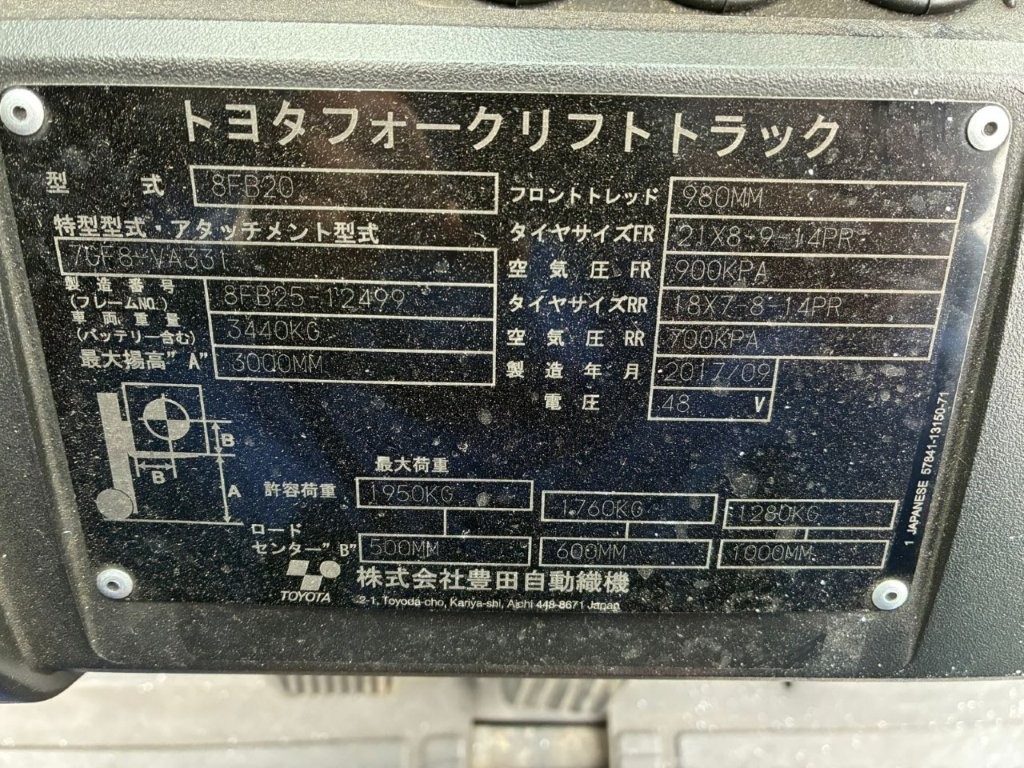 トヨタフォークリフトトラック
型式 8FB20
特型型式・アタッチメント型式
製造番号
(フレームNO.) 8FB25-12499
車両重量
(バッテリー含む) 3440KG
最大揚高"A" 3000MM
フロントトレッド 980MM
タイヤサイズFR 21X8-9-14PR
空気圧FR 900KPA
タイヤサイズRR 18X7-8-14PR
空気圧RR 700KPA
製造年月 2017/09
電圧 48 V
B
B
A
最大荷重
許容荷重 1950KG 1760KG 1280KG
ロード
センター"B" 500MM 600MM 1000MM
TOYOTA
株式会社豊田自動織機
2-1, Toyoda-cho, Kariya-shi, Aichi 448-8671 Japan
1 JAPANESE 57841-13150-71